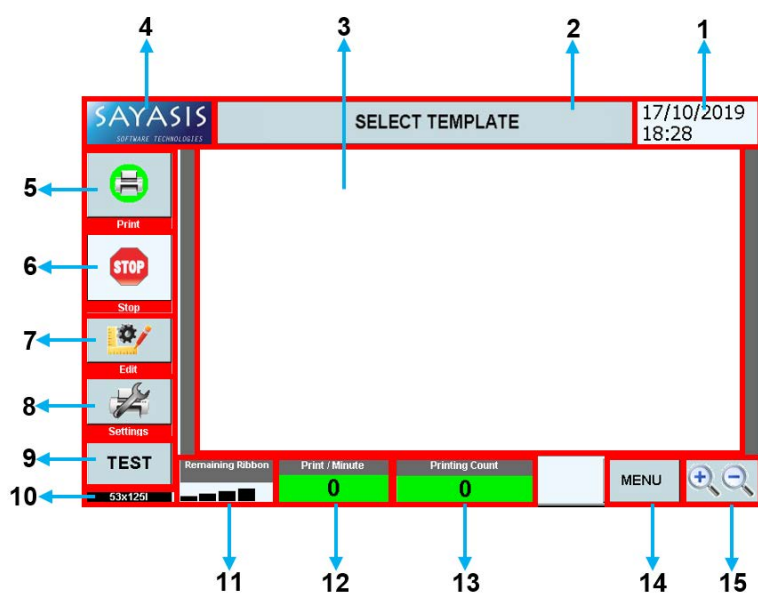 4
3
2
1
SAYASIS
SOFTWARE TECHNOLOGIES
SELECT TEMPLATE
17/10/2019
18:28
5
Print
6
STOP
Stop
7
Edit
8
Settings
9
TEST
10
53x125I
Remaining Ribbon
Print / Minute
0
Printing Count
0
MENU
11
12
13
14
15